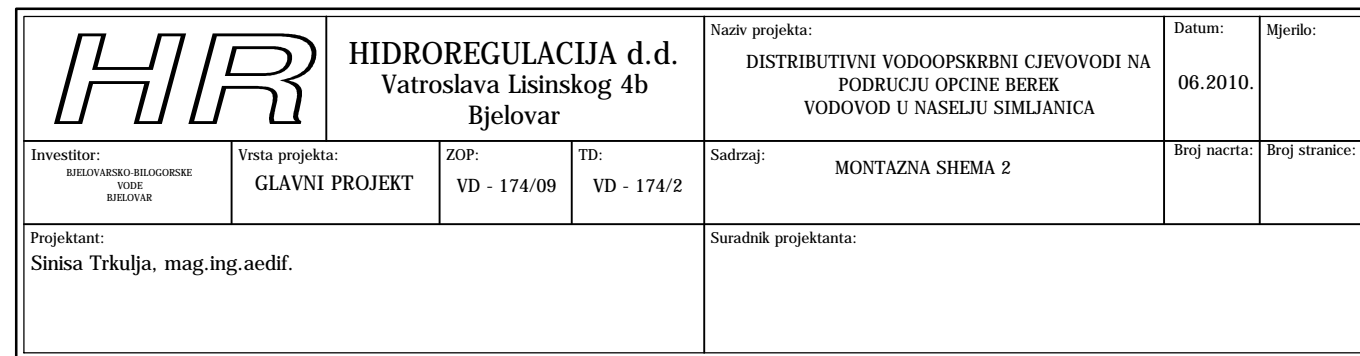 HR
HIDROREGULACIJA d.d.
Vatroslava Lisinskog 4b
Bjelovar
Naziv projekta:
DISTRIBUTIVNI VODOOPSKRBNI CJEVOVODI NA
PODRUCJU OPCINE BEREK
VODOVOD U NASELJU SIMLJANICA
Datum:
06.2010.
Mjerilo:
Investitor:
BJELOVARSKO-BILOGORSKE
VODE
BJELOVAR
Vrsta projekta:
GLAVNI PROJEKT
ZOP:
VD - 174/09
TD:
VD - 174/2
Sadrzaj:
MONTAZNA SHEMA 2
Broj nacrta:
Broj stranice:
Projektant:
Sinisa Trkulja, mag.ing.aedif.
Suradnik projektanta: